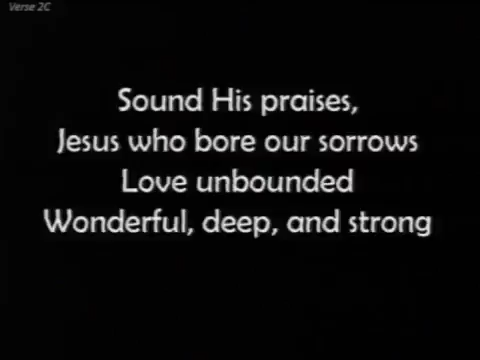 Verse 2C
Sound His praises,
Jesus who bore our sorrows
Love unbounded
Wonderful, deep, and strong